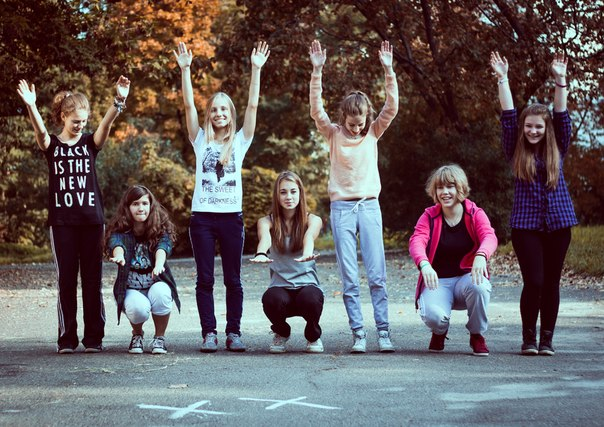 BLACK
IS THE
NEW
LOVE
THE SWEET
OF DARKNESS